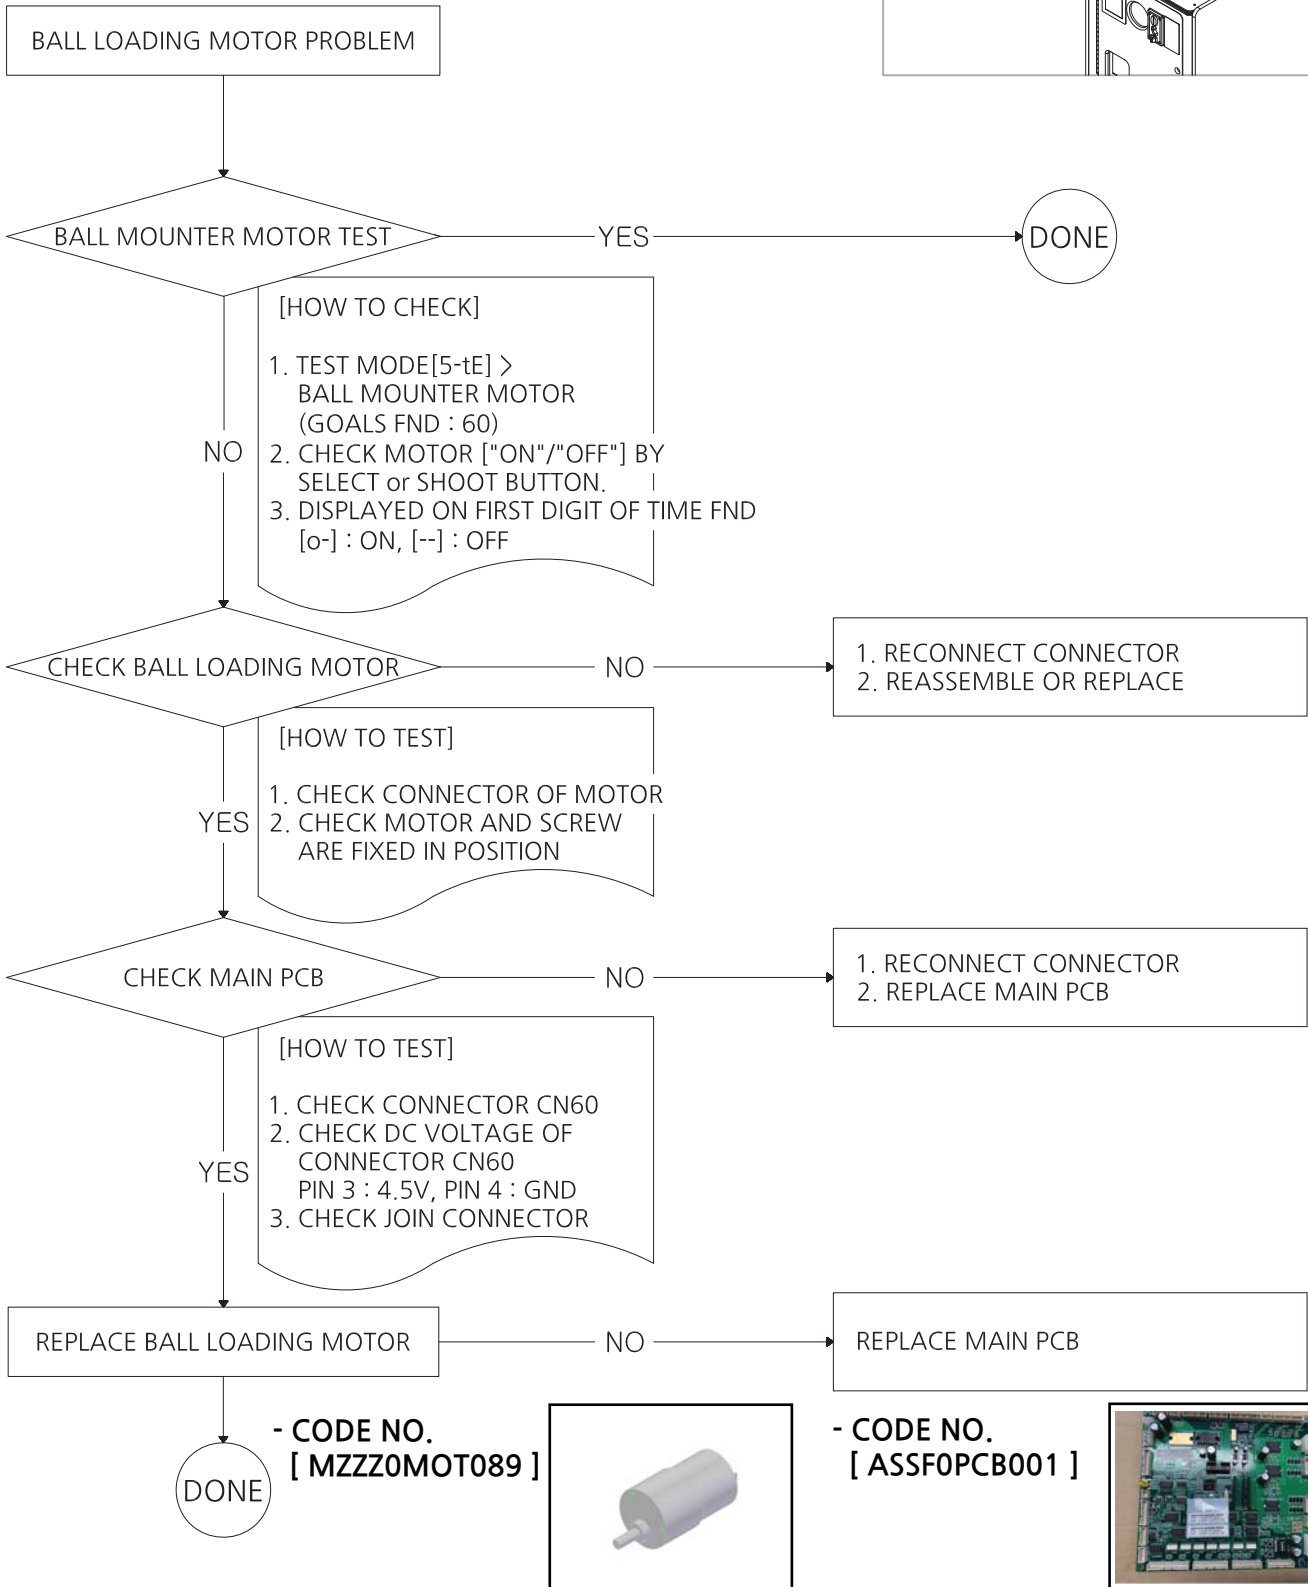 BALL LOADING MOTOR PROBLEM
BALL MOUNTER MOTOR TEST
YES
DONE
[HOW TO CHECK]
1. TEST MODE[5-tE] >
BALL MOUNTER MOTOR
(GOALS FND : 60)
2. CHECK MOTOR ["ON"/"OFF"] BY
SELECT or SHOOT BUTTON.
3. DISPLAYED ON FIRST DIGIT OF TIME FND
[o-] : ON, [--] : OFF
NO
CHECK BALL LOADING MOTOR
NO
1. RECONNECT CONNECTOR
2. REASSEMBLE OR REPLACE
[HOW TO TEST]
1. CHECK CONNECTOR OF MOTOR
2. CHECK MOTOR AND SCREW
ARE FIXED IN POSITION
YES
CHECK MAIN PCB
NO
1. RECONNECT CONNECTOR
2. REPLACE MAIN PCB
[HOW TO TEST]
1. CHECK CONNECTOR CN60
2. CHECK DC VOLTAGE OF
CONNECTOR CN60
PIN 3 : 4.5V, PIN 4 : GND
3. CHECK JOIN CONNECTOR
YES
REPLACE BALL LOADING MOTOR
NO
REPLACE MAIN PCB
DONE
- CODE NO.
[ MZZZ0MOT089 ]
- CODE NO.
[ ASSF0PCB001 ]